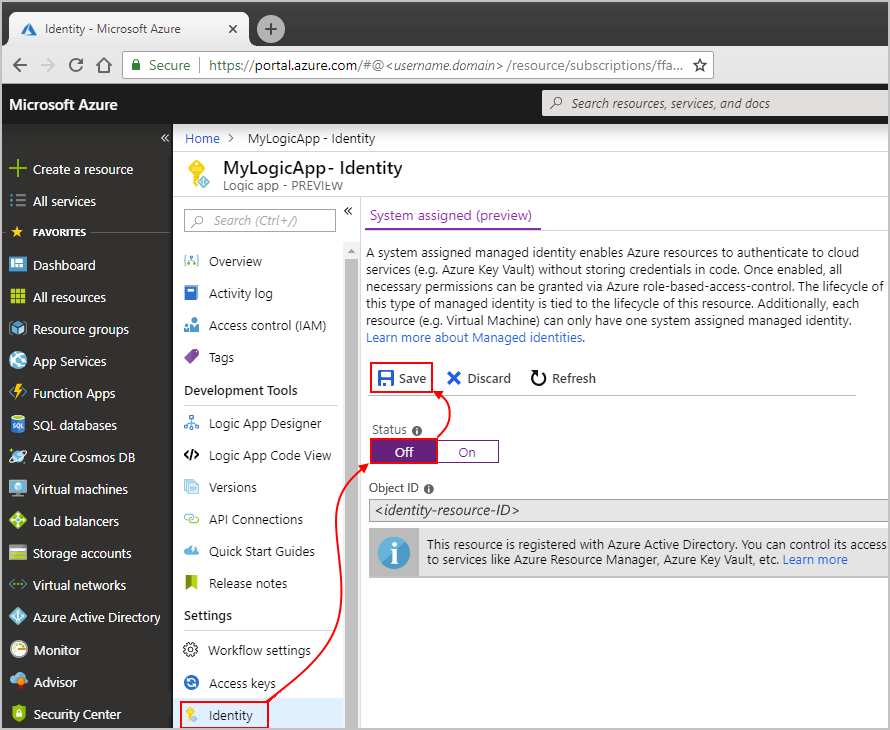 Identity - Microsoft Azure
Secure
https://portal.azure.com/#@<username.domain>/resource/subscriptions/ffa...
Microsoft Azure
Search resources, services, and docs
Create a resource
All services
FAVORITES
Dashboard
All resources
Resource groups
App Services
Function Apps
SQL databases
Azure Cosmos DB
Virtual machines
Load balancers
Storage accounts
Virtual networks
Azure Active Directory
Monitor
Advisor
Security Center
Home > MyLogicApp - Identity
MyLogicApp - Identity
Logic app - PREVIEW
Search (Ctrl+/)
Overview
Activity log
Access control (IAM)
Tags
Development Tools
Logic App Designer
Logic App Code View
Versions
API Connections
Quick Start Guides
Release notes
Settings
Workflow settings
Access keys
Identity
System assigned (preview)
A system assigned managed identity enables Azure resources to authenticate to cloud
services (e.g. Azure Key Vault) without storing credentials in code. Once enabled, all
necessary permissions can be granted via Azure role-based-access-control. The lifecycle of
this type of managed identity is tied to the lifecycle of this resource. Additionally, each
resource (e.g. Virtual Machine) can only have one system assigned managed identity.
Learn more about Managed identities.
Save Discard Refresh
Status
Off On
Object ID
<identity-resource-ID>
This resource is registered with Azure Active Directory. You can control its access
to services like Azure Resource Manager, Azure Key Vault, etc. Learn more